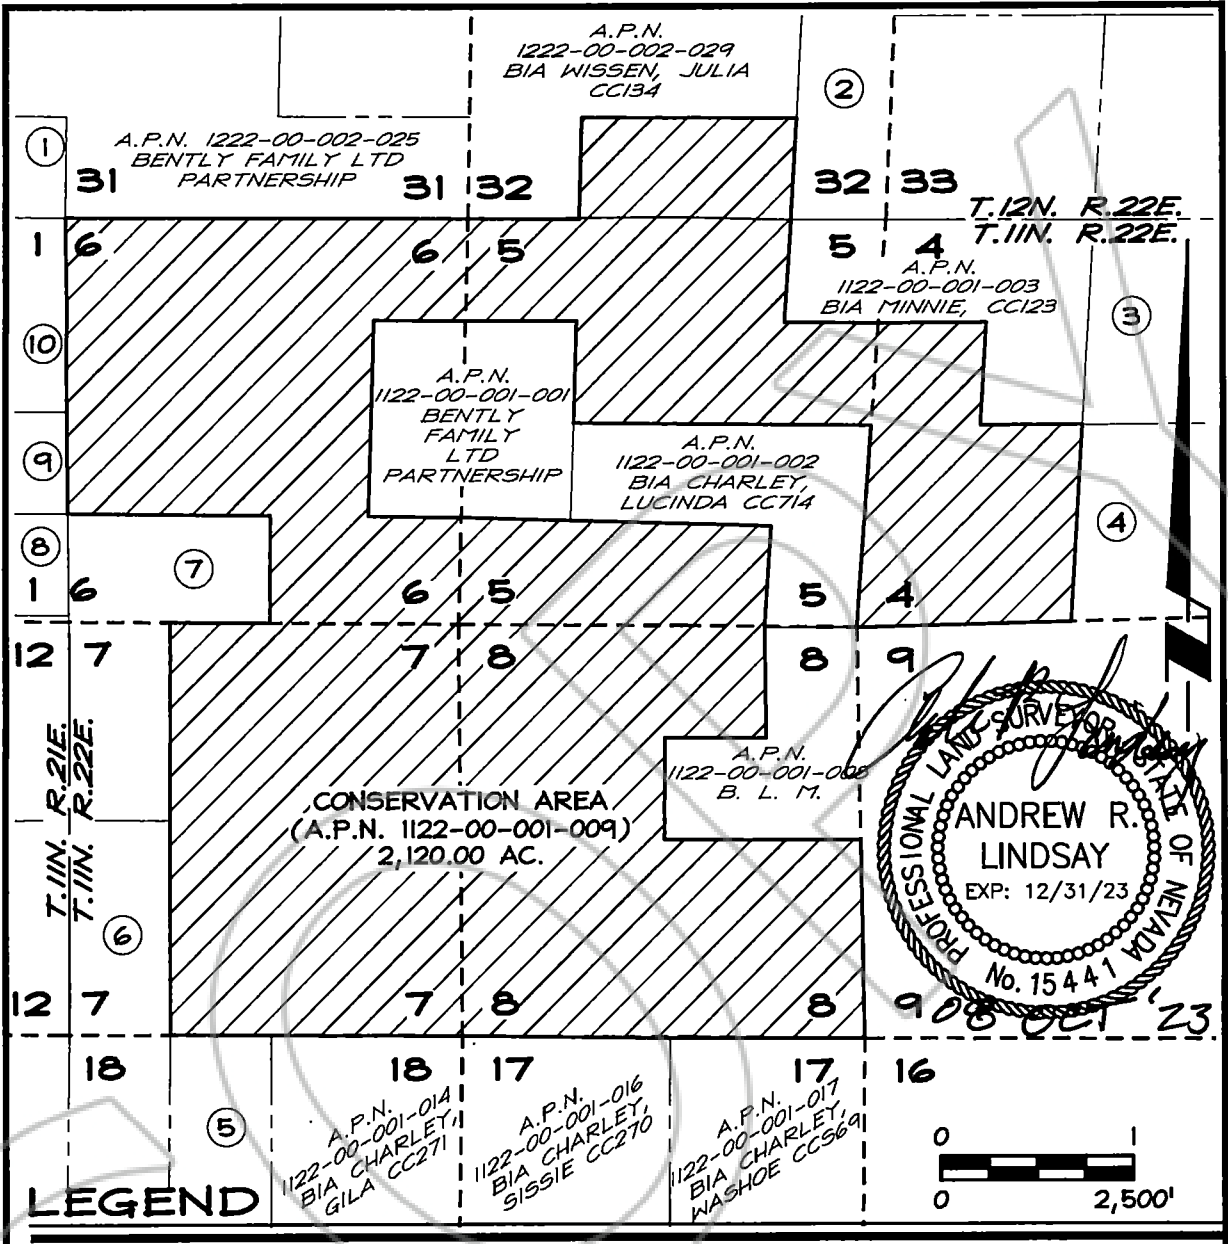 A.P.N.
1222-00-002-029
BIA WISSEN, JULIA
CC134
2
1
A.P.N. 1222-00-002-025
BENTLY FAMILY LTD
PARTNERSHIP
31
31
32
32
33
T.12N. R.22E.
T.11N. R.22E.
1
6
6
5
5
4
A.P.N.
1122-00-001-003
BIA MINNIE, CC123
3
10
A.P.N.
1122-00-001-001
BENTLY
FAMILY
LTD
PARTNERSHIP
9
A.P.N.
1122-00-001-002
BIA CHARLEY,
LUCINDA CC714
4
8
7
1
6
6
5
5
4
12
7
7
8
8
9
T.11N. R.21E.
T.11N. R.22E.
A.P.N.
1122-00-001-008
B. L. M.
CONSERVATION AREA
(A.P.N. 1122-00-001-009)
2,120.00 AC.
PROFESSIONAL LAND SURVEYOR STATE OF NEVADA
ANDREW R.
LINDSAY
EXP: 12/31/23
No. 15441
6
12
7
7
8
8
9
08 OCT '23
18
18
17
17
16
5
A.P.N.
1122-00-001-014
BIA CHARLEY,
GILA CC271
A.P.N.
1122-00-001-016
BIA CHARLEY,
SISSIE CC270
A.P.N.
1122-00-001-017
BIA CHARLEY,
WASHOE CC569
0
1
0
2,500'
LEGEND